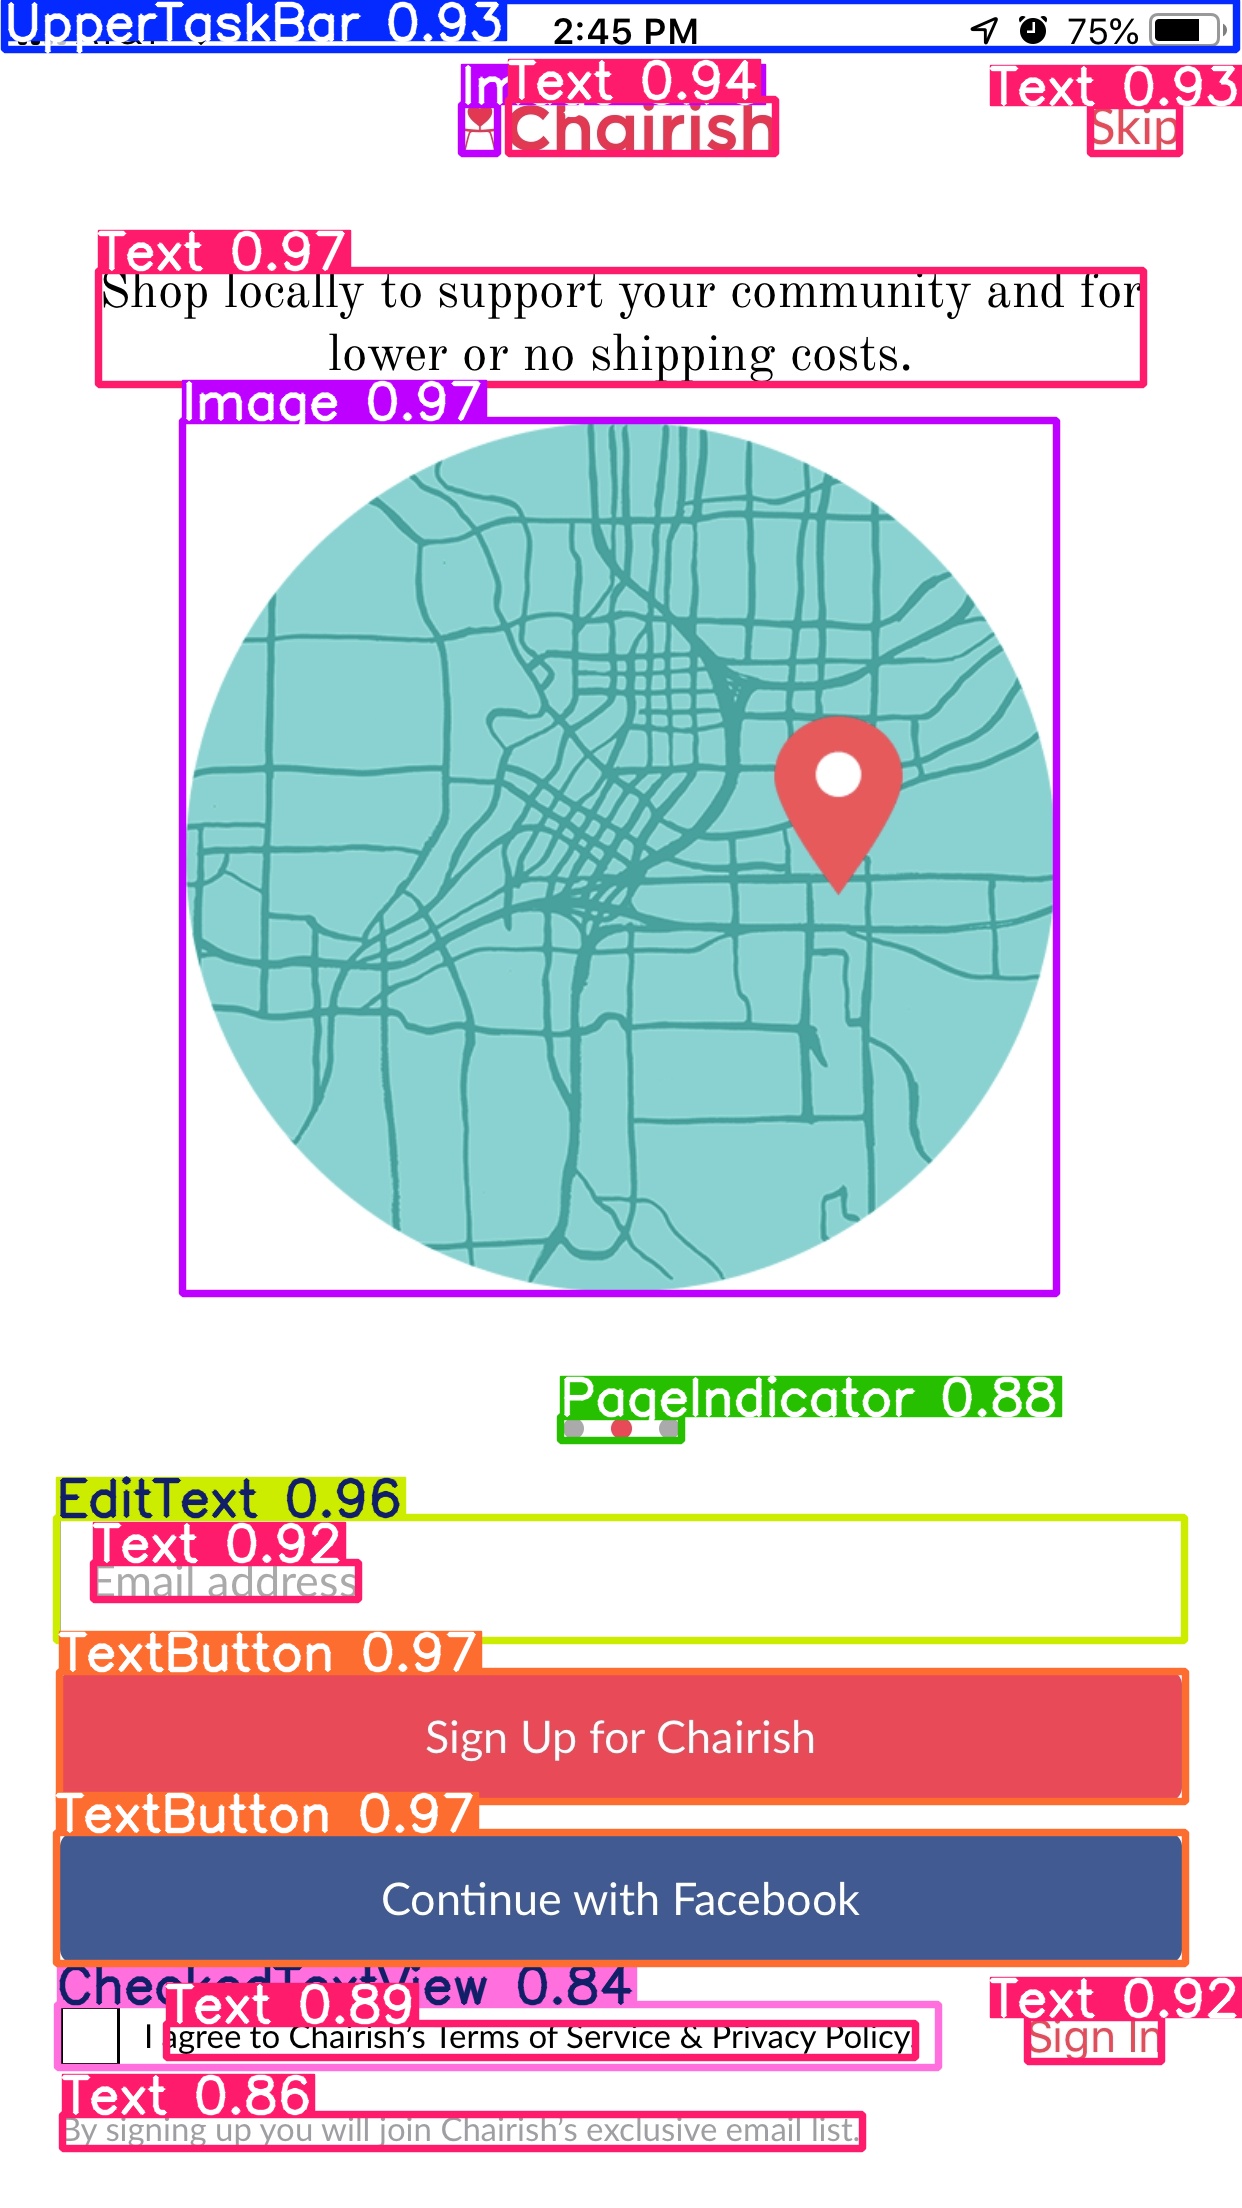 UpperTaskBar 0.93
2:45 PM
75%
Im
Text 0.94
Text 0.93
Chairish
Skip
Text 0.97
Shop locally to support your community and for
lower or no shipping costs.
Image 0.97
PageIndicator 0.88
EditText 0.96
Text 0.92
Email address
TextButton 0.97
Sign Up for Chairish
TextButton 0.97
Continue with Facebook
CheckedTextView 0.84
Text 0.89
Text 0.92
I agree to Chairish's Terms of Service & Privacy Policy.
Sign In
Text 0.86
By signing up you will join Chairish's exclusive email list.